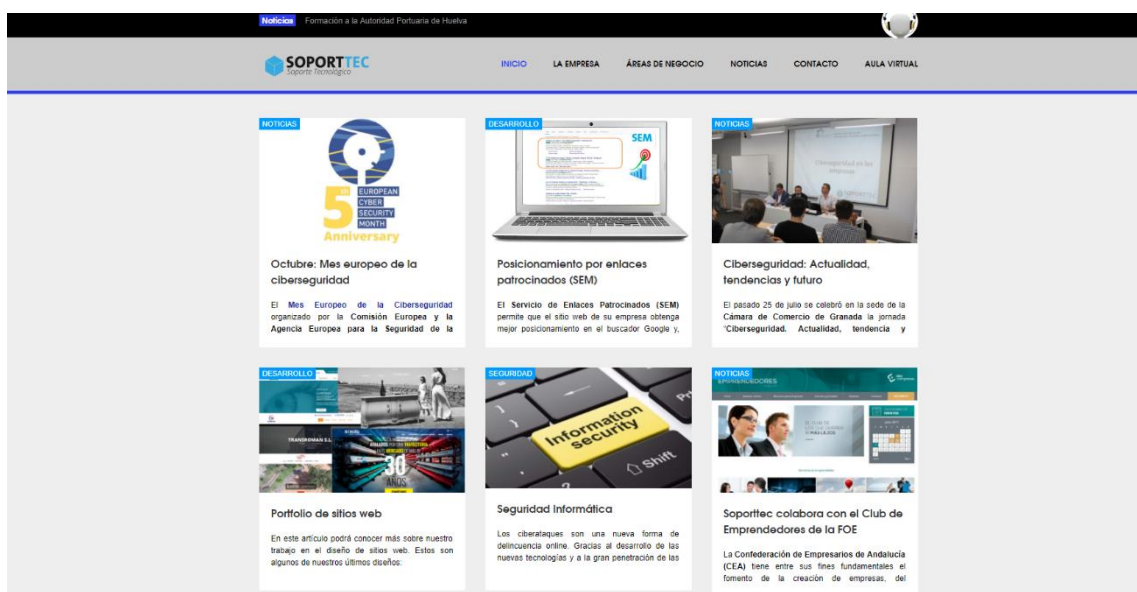 Noticias Formación a la Autoridad Portuaria de Huelva
SOPORTTEC
Soporte Tecnológico
INICIO LA EMPRESA ÁREAS DE NEGOCIO NOTICIAS CONTACTO AULA VIRTUAL
NOTICIAS
5
EUROPEAN
CYBER
SECURITY
MONTH
Anniversary
Octubre: Mes europeo de la
ciberseguridad
El Mes Europeo de la Ciberseguridad
organizado por la Comisión Europea y la
Agencia Europea para la Seguridad de la
DESARROLLO
SEM
Posicionamiento por enlaces
patrocinados (SEM)
El Servicio de Enlaces Patrocinados (SEM)
permite que el sitio web de su empresa obtenga
mejor posicionamiento en el buscador Google y,
NOTICIAS
Ciberseguridad en las
empresas
SOPORTTEC
Ciberseguridad: Actualidad,
tendencias y futuro
El pasado 25 de julio se celebró en la sede de la
Cámara de Comercio de Granada la jornada
"Ciberseguridad. Actualidad, tendencia y
DESARROLLO
TRANSROMAN S.L.
30
AÑOS
Portfolio de sitios web
En este artículo podrá conocer más sobre nuestro
trabajo en el diseño de sitios web. Estos son
algunos de nuestros últimos diseños:
SEGURIDAD
Information
security
Shift
Seguridad Informática
Los ciberataques son una nueva forma de
delincuencia online. Gracias al desarrollo de las
nuevas tecnologías y a la gran penetración de las
NOTICIAS
EMPRENDEDORES
EL CLUB DE
LOS QUE DAMOS
Soporttec colabora con el Club de
Emprendedores de la FOE
La Confederación de Empresarios de Andalucía
(CEA) tiene entre sus fines fundamentales el
fomento de la creación de empresas, del